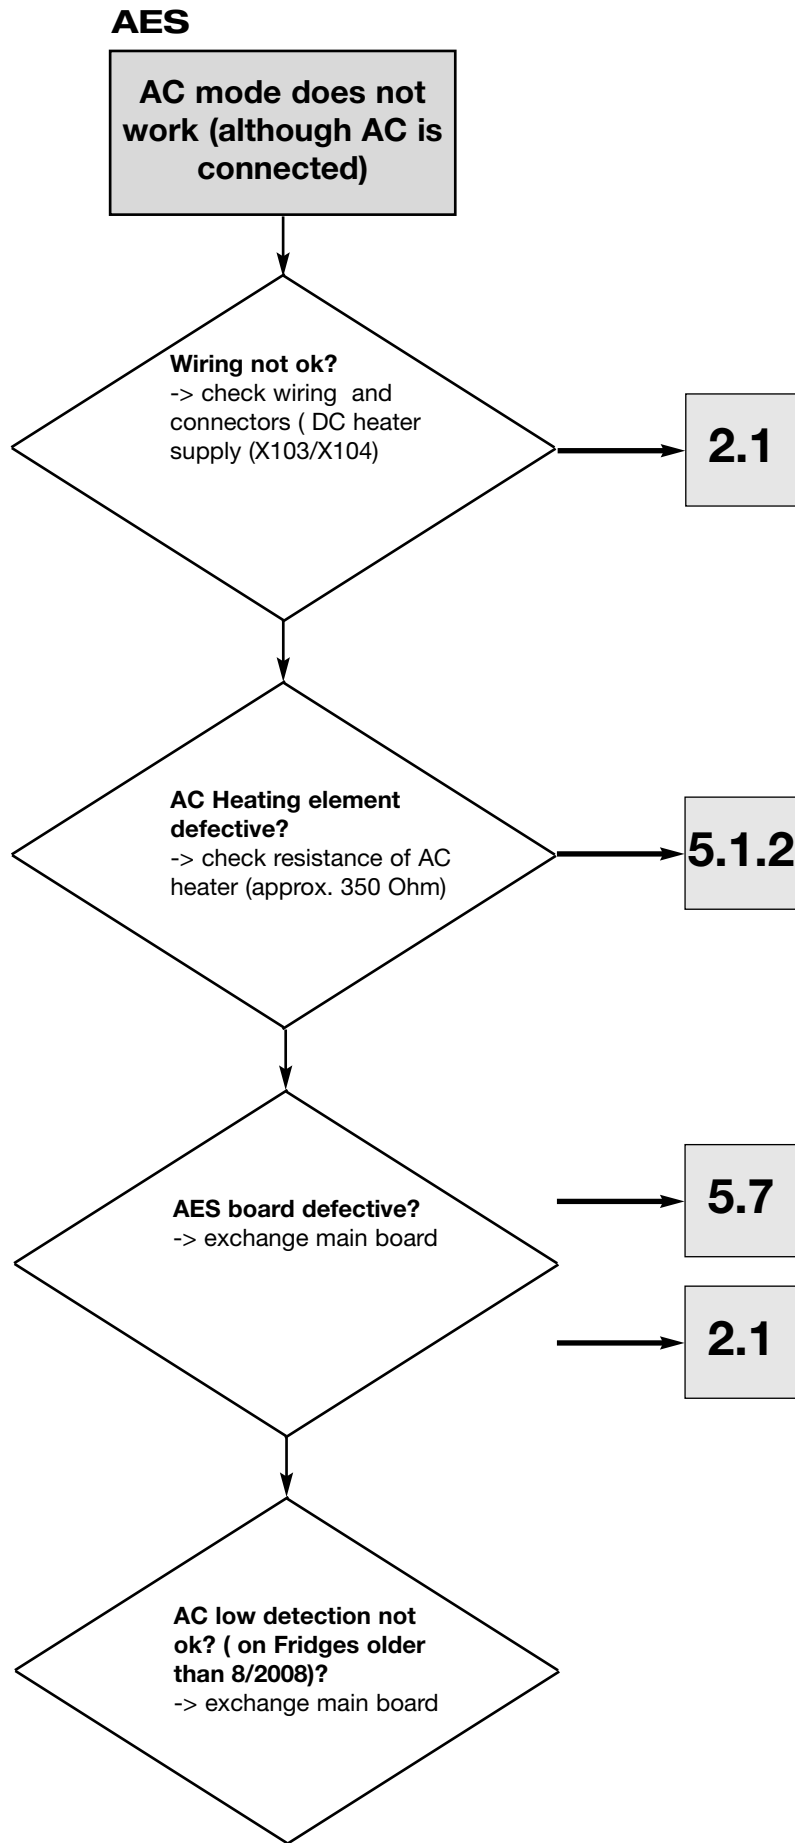 AES
AC mode does not
work (although AC is
connected)
Wiring not ok?
-> check wiring  and
connectors ( DC heater
supply (X103/X104)
2.1
AC Heating element
defective?
-> check resistance of AC
heater (approx. 350 Ohm)
5.1.2
AES board defective?
-> exchange main board
5.7
2.1
AC low detection not
ok? ( on Fridges older
than 8/2008)?
-> exchange main board